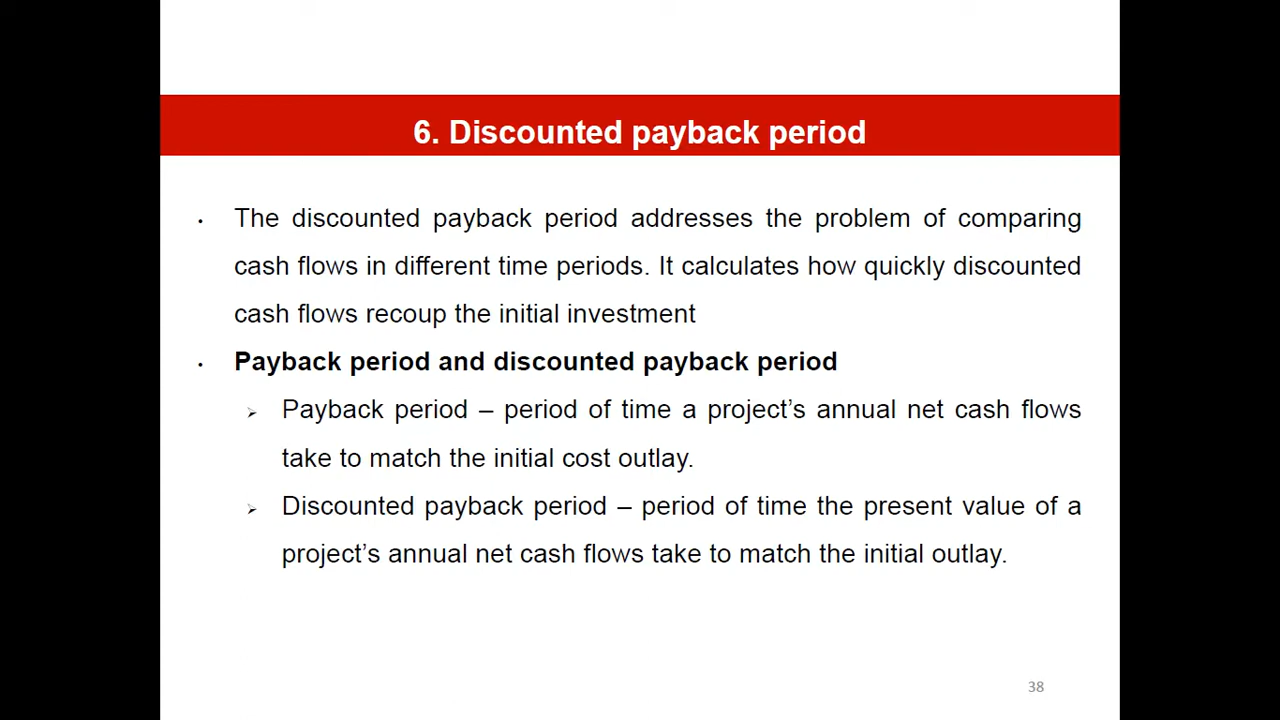 6. Discounted payback period
• The discounted payback period addresses the problem of comparing
cash flows in different time periods. It calculates how quickly discounted
cash flows recoup the initial investment
• Payback period and discounted payback period
➢ Payback period – period of time a project’s annual net cash flows
take to match the initial cost outlay.
➢ Discounted payback period – period of time the present value of a
project’s annual net cash flows take to match the initial outlay.
38